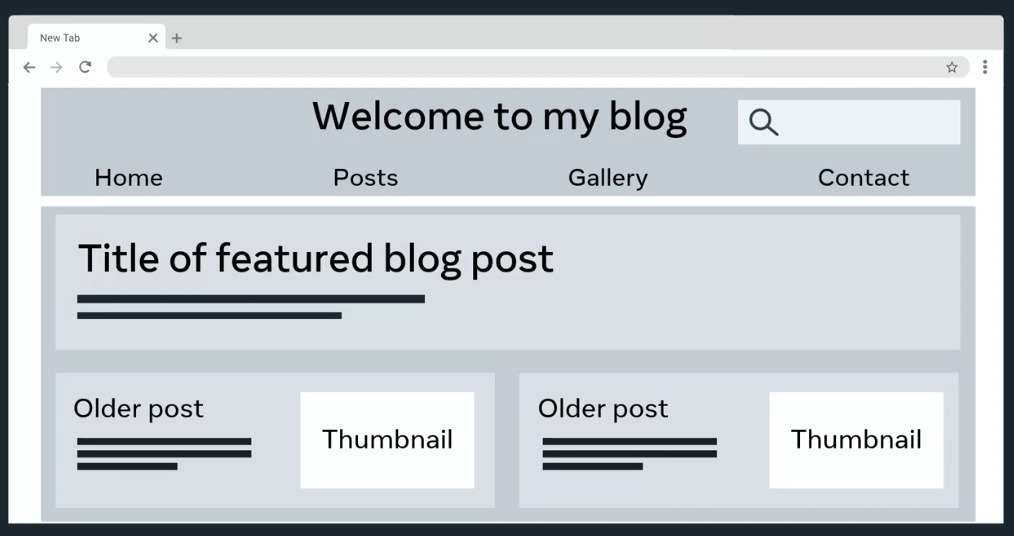 New Tab
Welcome to my blog
Home Posts Gallery Contact
Title of featured blog post
Older post
Thumbnail
Older post
Thumbnail